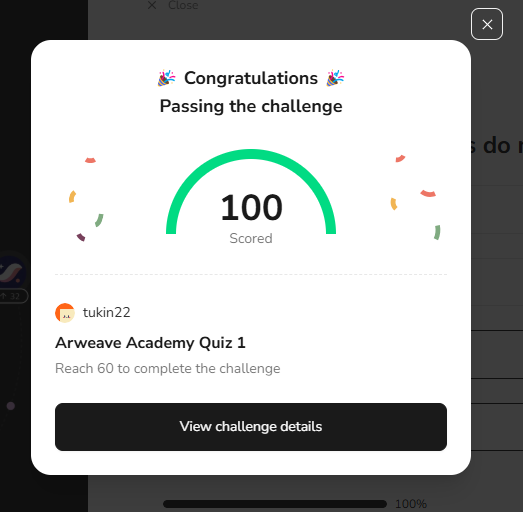 Close
Congratulations
Passing the challenge
s do
100
Scored
32
tukin22
Arweave Academy Quiz 1
Reach 60 to complete the challenge
View challenge details
100%